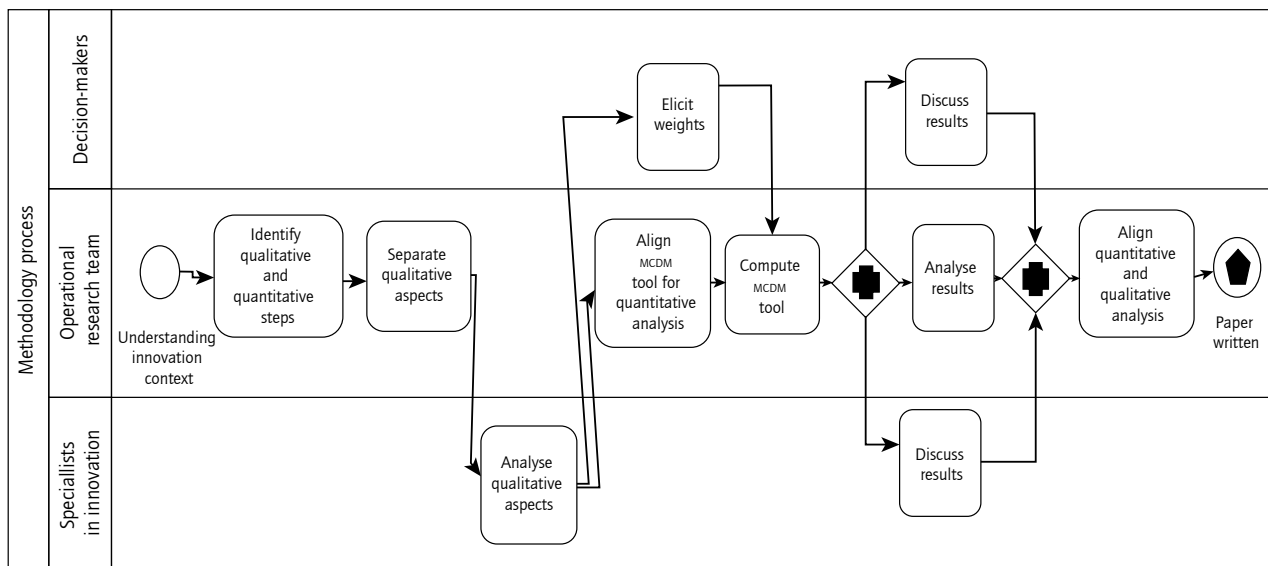 Methodology process
Decision-makers
Elicit
weights
Discuss
results
Operational
research team
Understanding
innovation
context
Identify
qualitative
and
quantitative
steps
Separate
qualitative
aspects
Align
MCDM
tool for
quantitative
analysis
Compute
MCDM
tool
Analyse
results
Align
quantitative
and
qualitative
analysis
Paper
written
Speciallists
in innovation
Analyse
qualitative
aspects
Discuss
results